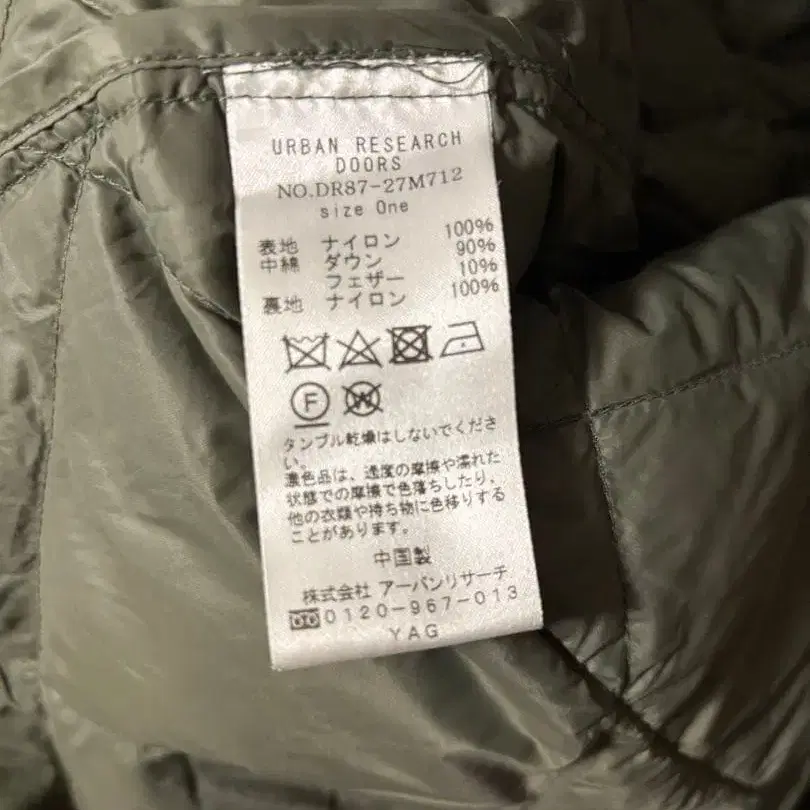 URBAN RESEARCH
DOORS
NO.DR87-27M712
size One
表地 ナイロン 100%
中綿 ダウン 90%
フェザー 10%
裏地 ナイロン 100%
F W
タンブル乾燥はしないでくださ
い。
濃色品は、過度の摩擦や濡れた
状態での摩擦で色落ちしたり、
他の衣類や持ち物に色移りする
ことがあります。
中国製
株式会社 アーバンリサーチ
0120-967-013
YAG